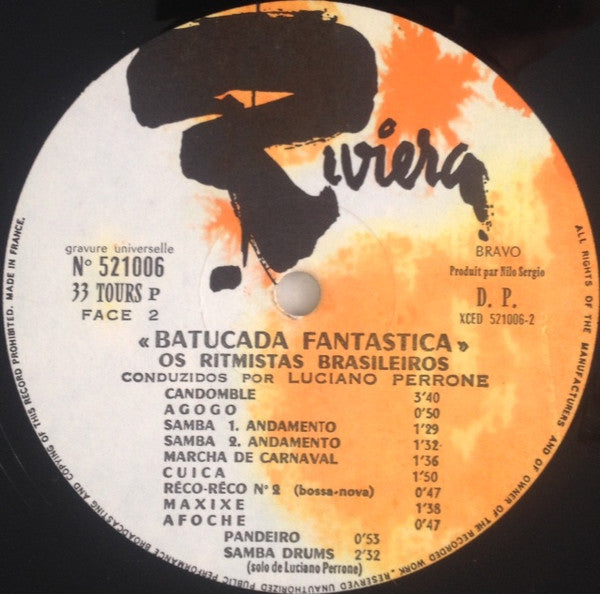 Riviera
gravure universelle
N° 521006
33 TOURS P
FACE 2
BRAVO
Produit par Nilo Sergio
D. P.
XCED 521006-2
«BATUCADA FANTASTICA»
OS RITMISTAS BRASILEIROS
CONDUZIDOS POR LUCIANO PERRONE
CANDOMBLE 3'40
AGOGO 0'50
SAMBA 1. ANDAMENTO 1'29
SAMBA 2. ANDAMENTO 1'32
MARCHA DE CARNAVAL 1'36
CUICA 1'50
RÊCO-RÊCO N° 2 (bossa-nova) 0'47
MAXIXE 1'38
AFOCHE 0'47
PANDEIRO 0'53
SAMBA DRUMS 2'32
(solo de Luciano Perrone)
ALL RIGHTS OF THE MANUFACTURERS AND OF OWNER OF THE RECORDED WORK RESERVED UNAUTHORIZED PUBLIC PERFORMANCE BROADCASTING AND COPYING OF THIS RECORD PROHIBITED. MADE IN FRANCE.